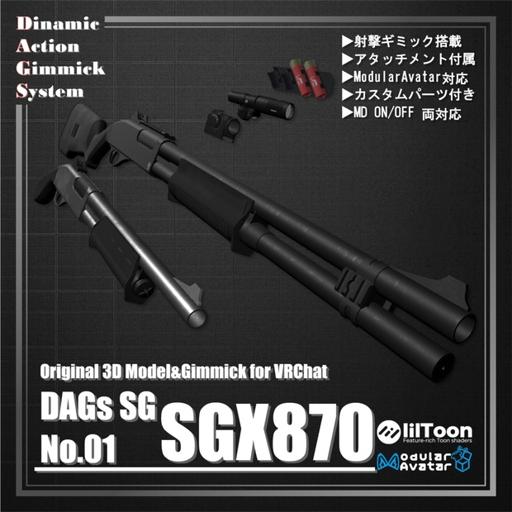 Dinamic
Action
Gimmick
System
▶射撃ギミック搭載
▶アタッチメント付属
▶ModularAvatar対応
▶カスタムパーツ付き
▶MD ON/OFF 両対応
Original 3D Model&Gimmick for VRChat
DAGs SG
No.01
SGX870
lilToon
Feature-rich Toon shaders
Modular
Avatar